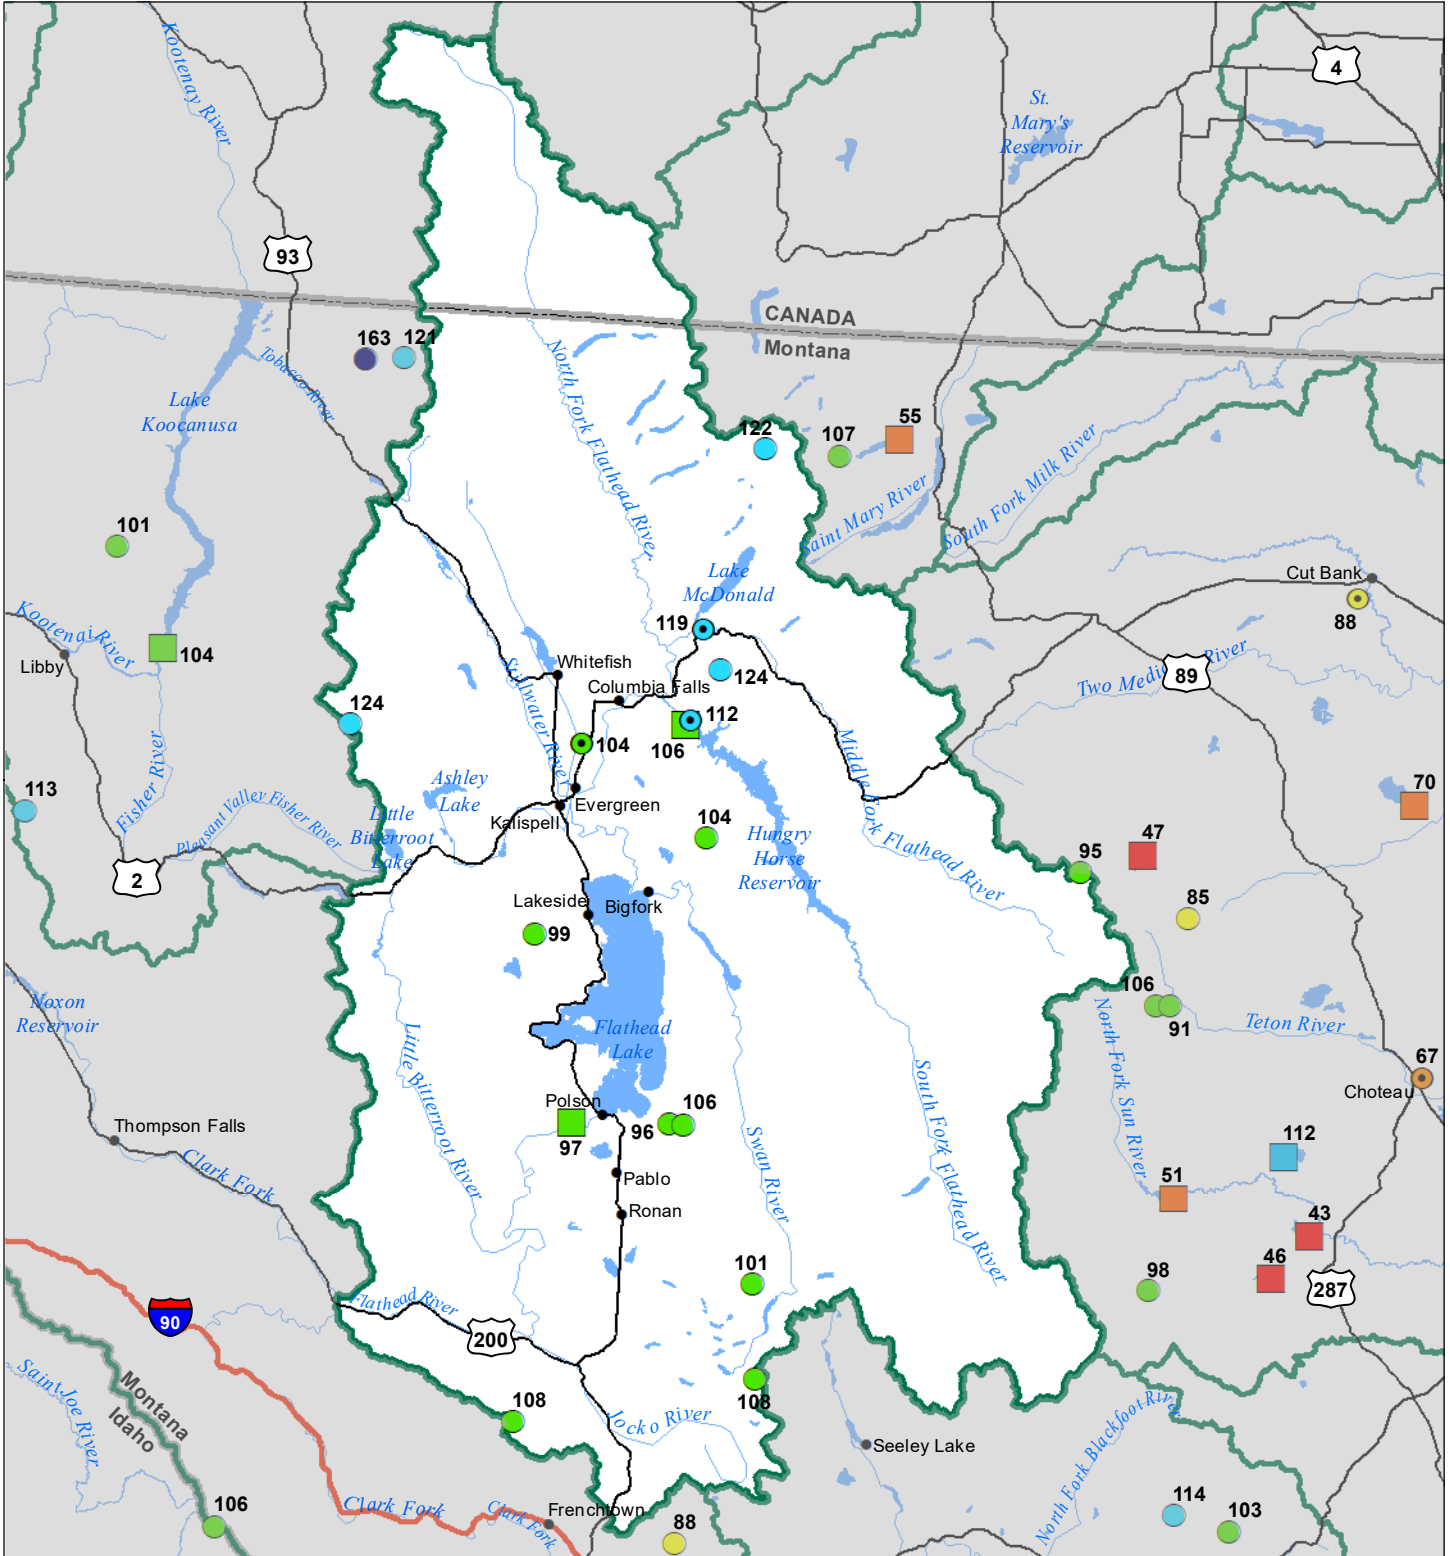 Kootenay River
4
St.
Mary's
Reservoir
93
CANADA
Montana
163
121
Tobacco River
North Fork Flathead River
Lake
Koocanusa
122
107
55
Saint Mary River
South Fork Milk River
101
Lake
McDonald
Cut Bank
88
Kootenai River
Libby
104
119
Whitefish
Columbia Falls
124
Two Medicine River
89
Stillwater River
124
112
106
104
Middle Fork Flathead River
Fisher River
113
Pleasant Valley Fisher River
Ashley
Lake
Little
Bitterroot
Lake
Evergreen
Kalispell
104
Hungry
Horse
Reservoir
70
47
95
2
85
Lakeside
Bigfork
99
106
91
Noxon
Reservoir
Flathead
Lake
Little Bitterroot River
North Fork Sun River
Teton River
South Fork Flathead River
67
Choteau
Polson
97
96
106
Swan River
Thompson Falls
Clark Fork
112
Pablo
51
Ronan
43
46
287
98
101
Flathead River
90
200
Montana
Idaho
Saint Joe River
108
108
Jocko River
North Fork Blackfoot River
Seeley Lake
106
Clark Fork
Clark Fork
Frenchtown
88
114
103